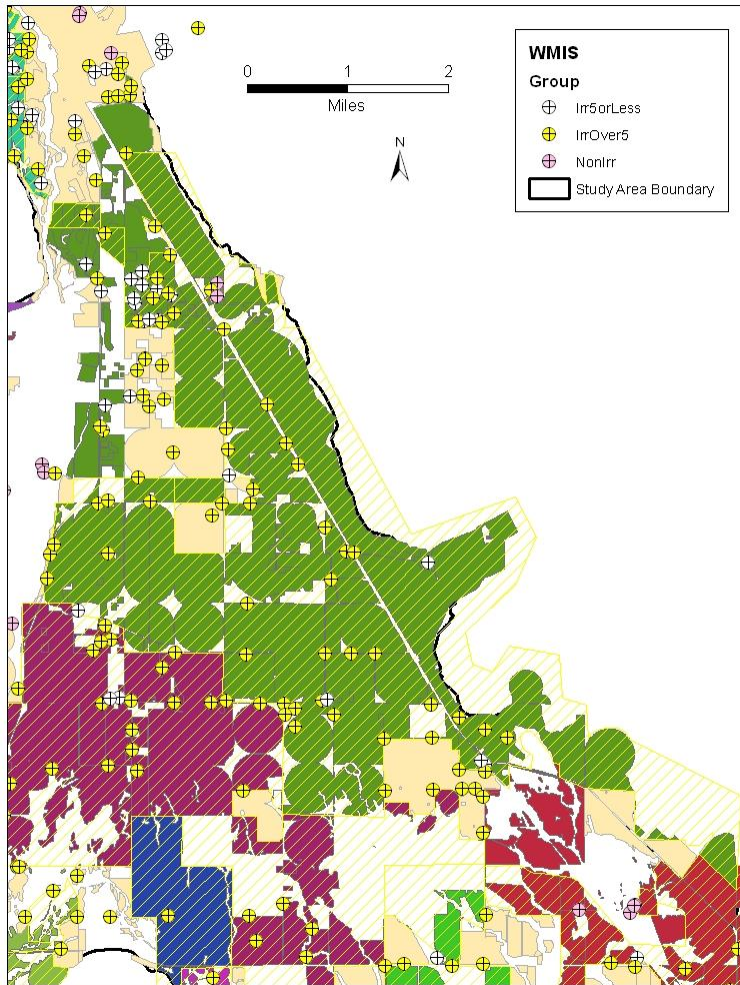 0 1 2
Miles
N
WMIS
Group
Irr5orLess
IrrOver5
NonIrr
Study Area Boundary